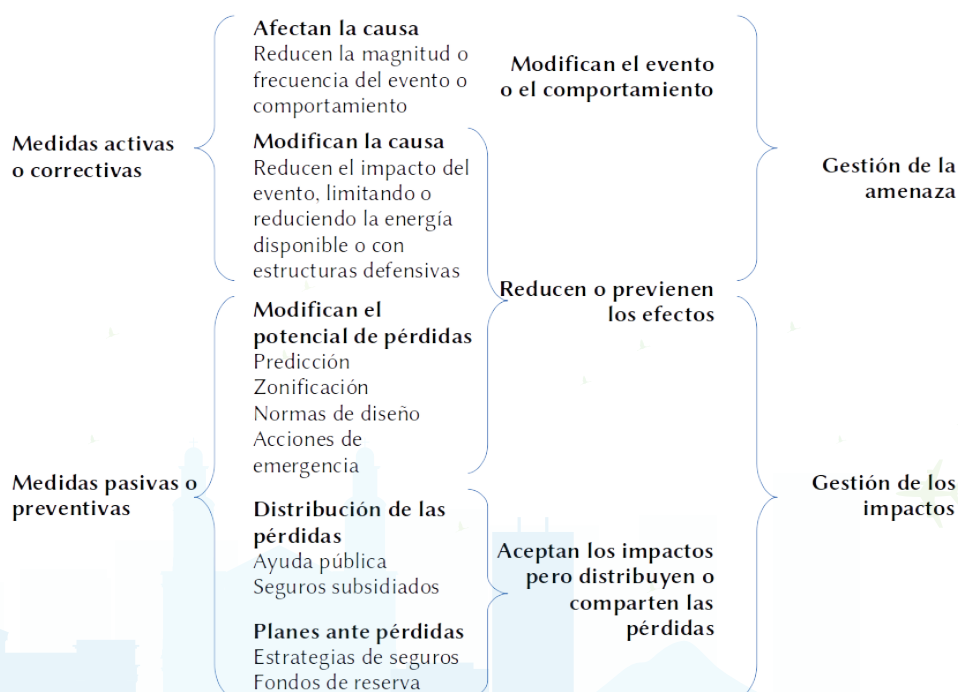 Medidas activas
o correctivas
Afectan la causa
Reducen la magnitud o
frecuencia del evento o
comportamiento
Modifican la causa
Reducen el impacto del
evento, limitando o
reduciendo la energía
disponible o con
estructuras defensivas
Medidas pasivas o
preventivas
Modifican el
potencial de pérdidas
Predicción
Zonificación
Normas de diseño
Acciones de
emergencia
Distribución de las
pérdidas
Ayuda pública
Seguros subsidiados
Planes ante pérdidas
Estrategias de seguros
Fondos de reserva
Modifican el evento
o el comportamiento
Reducen o previenen
los efectos
Aceptan los impactos
pero distribuyen o
comparten las
pérdidas
Gestión de la
amenaza
Gestión de los
impactos